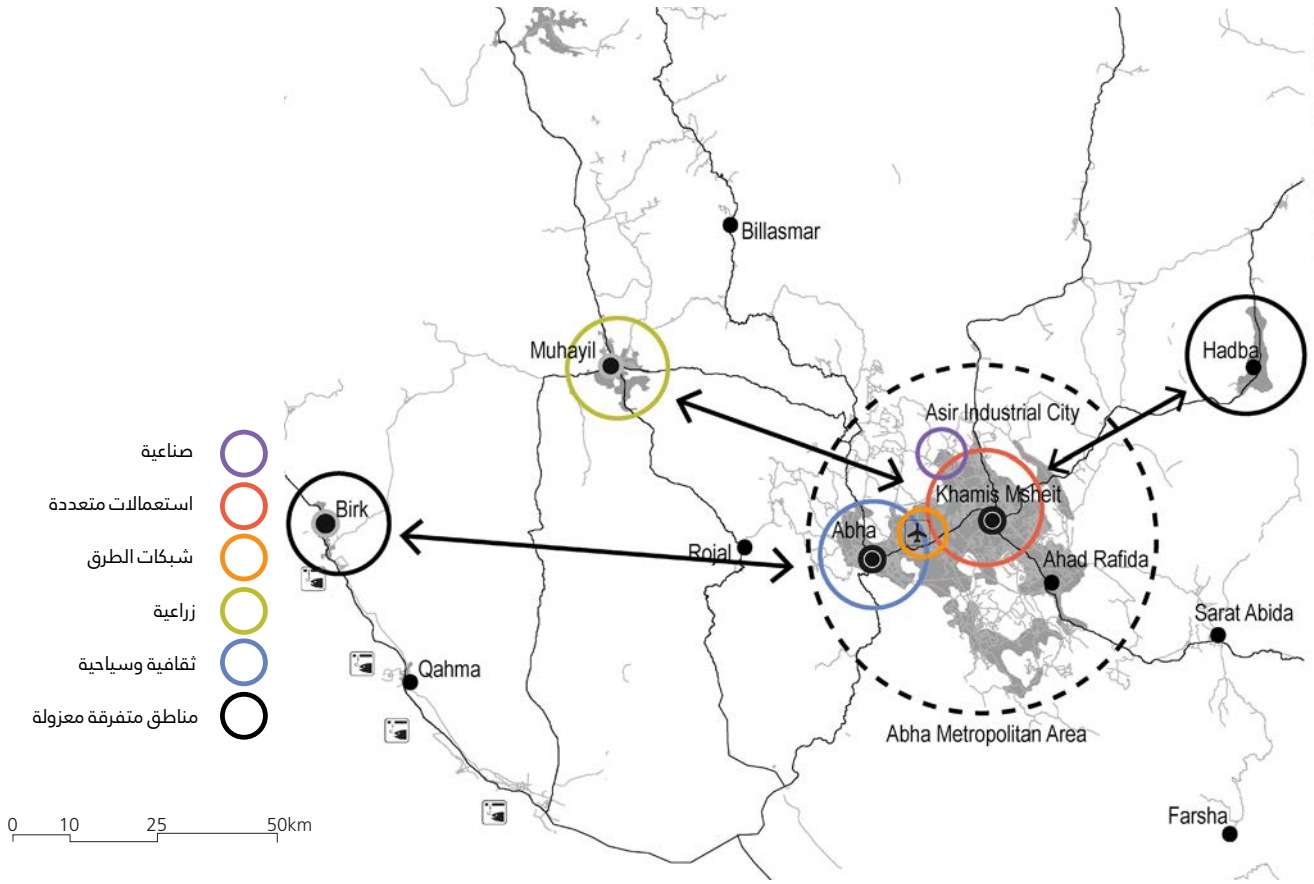 Billasmar
Muhayil
Hadba
Asir Industrial City
Khamis Msheit
Birk
Abha
Rojal
Ahad Rafida
Sarat Abida
Qahma
Abha Metropolitan Area
Farsha
صناعية
استعمالات متعددة
شبكات الطرق
زراعية
ثقافية وسياحية
مناطق متفرقة معزولة
0 10 25 50km